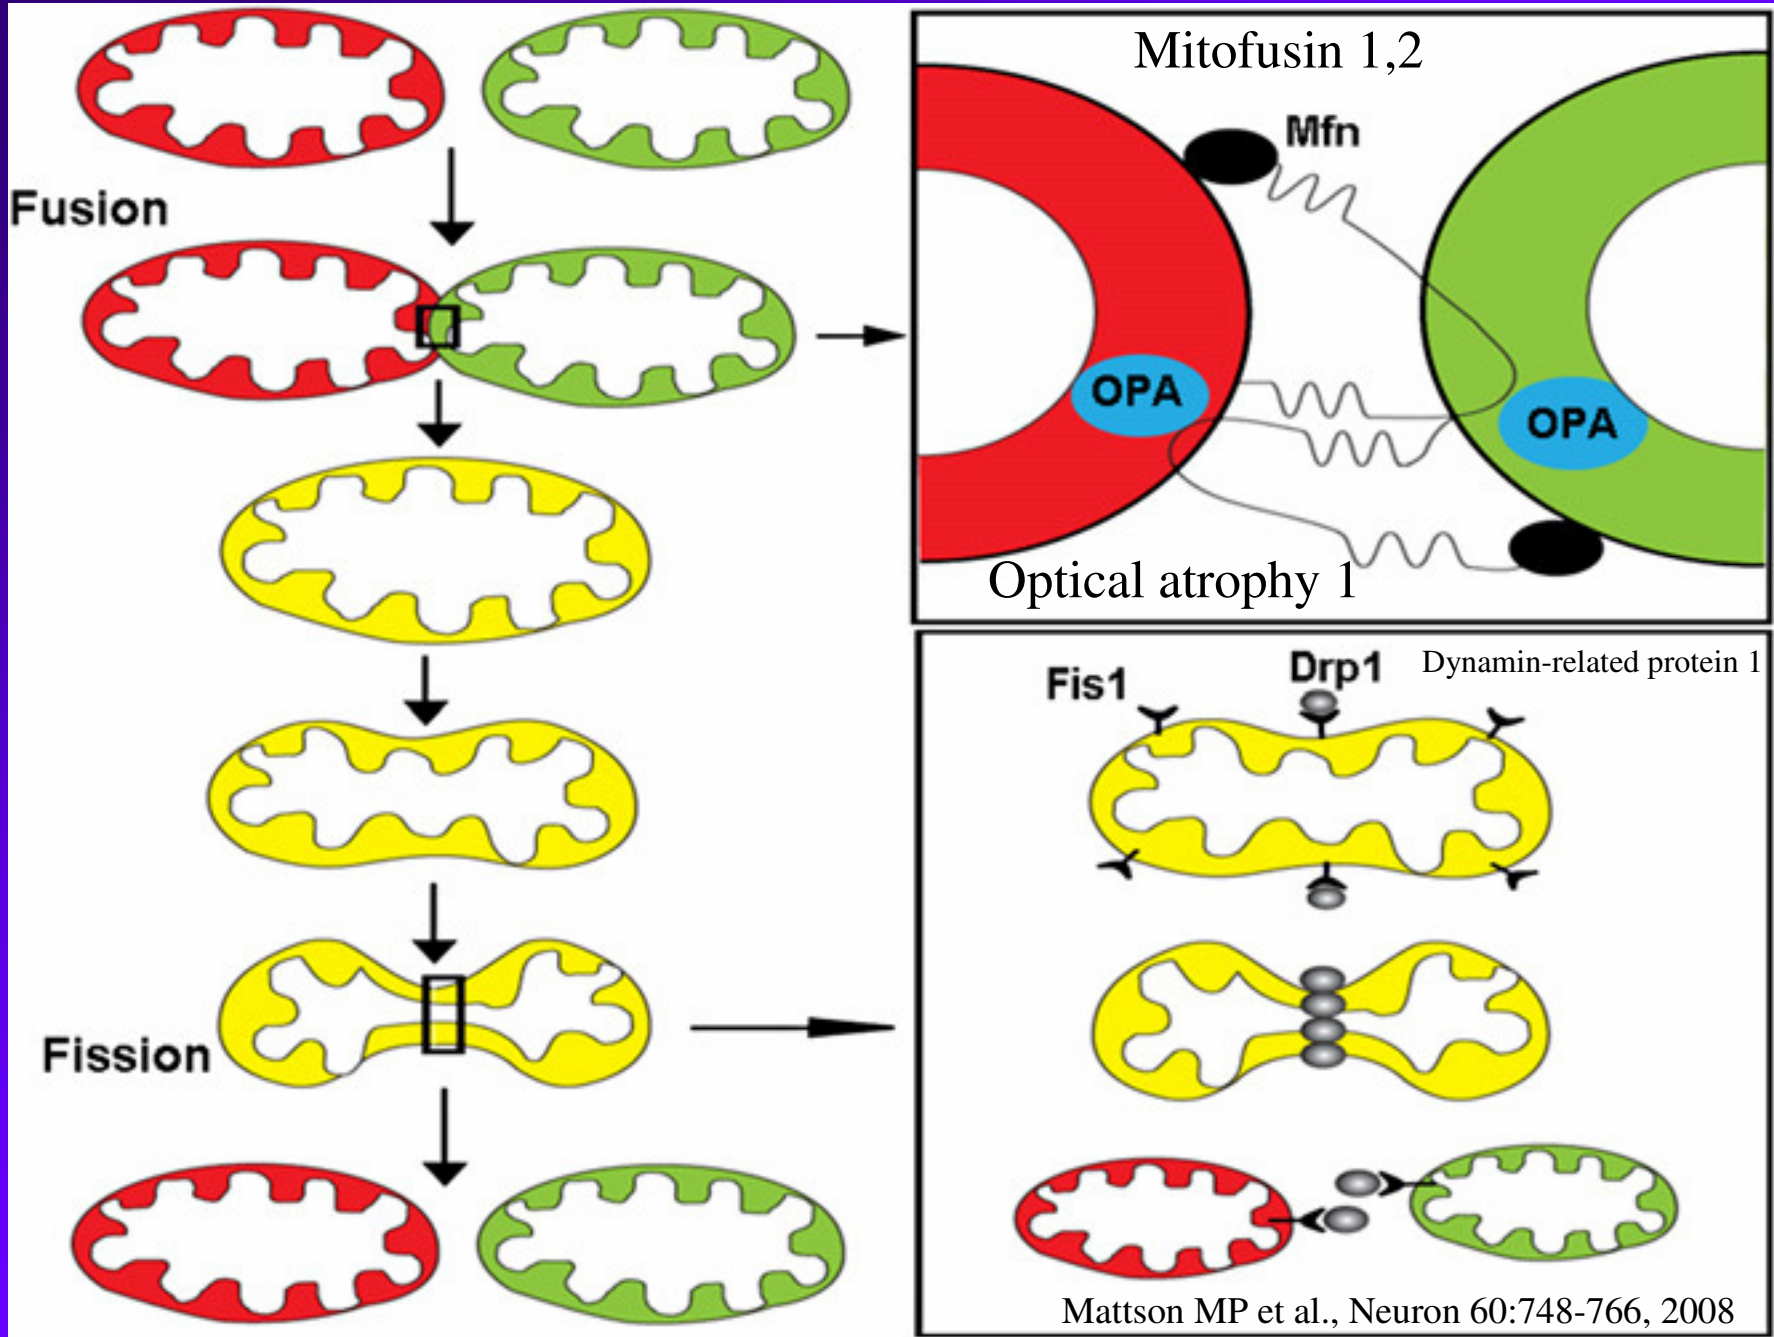 Fusion
Fission
Mitofusin 1,2
Mfn
OPA
OPA
Optical atrophy 1
Fis1
Drp1
Dynamin-related protein 1
Mattson MP et al., Neuron 60:748-766, 2008